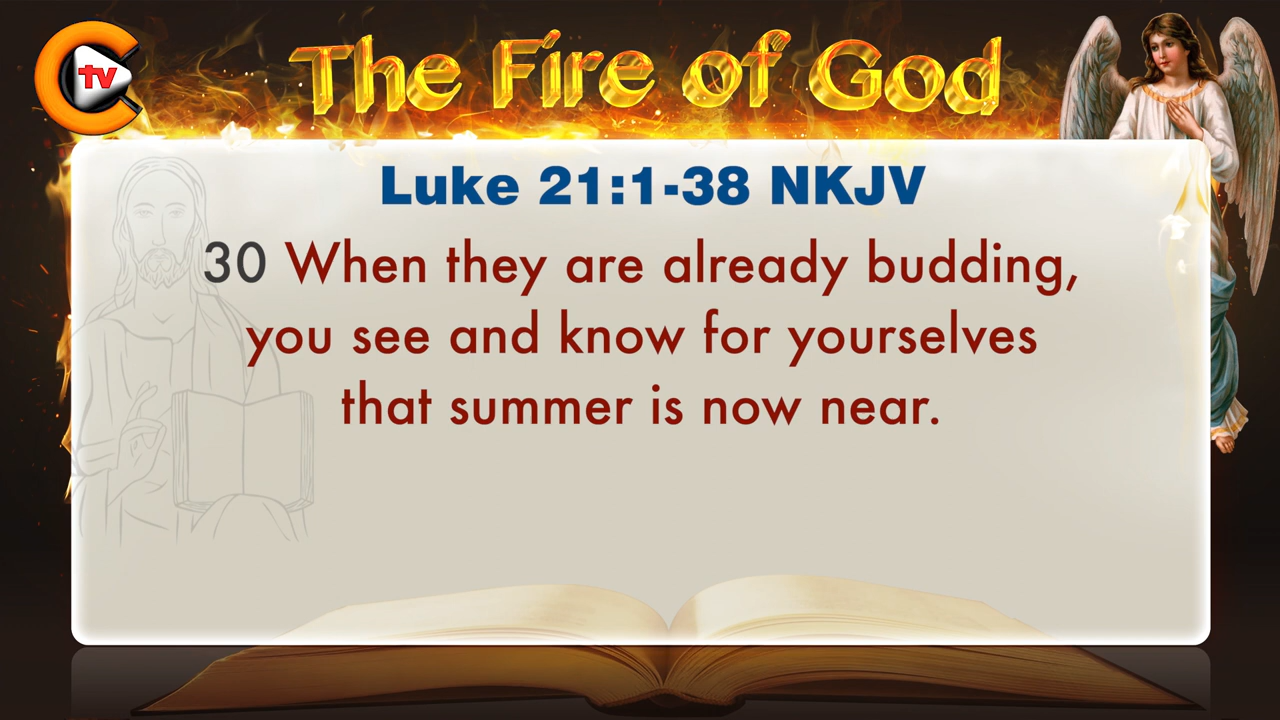 C
tv
The Fire of God
Luke 21:1-38 NKJV
30 When they are already budding,
you see and know for yourselves
that summer is now near.